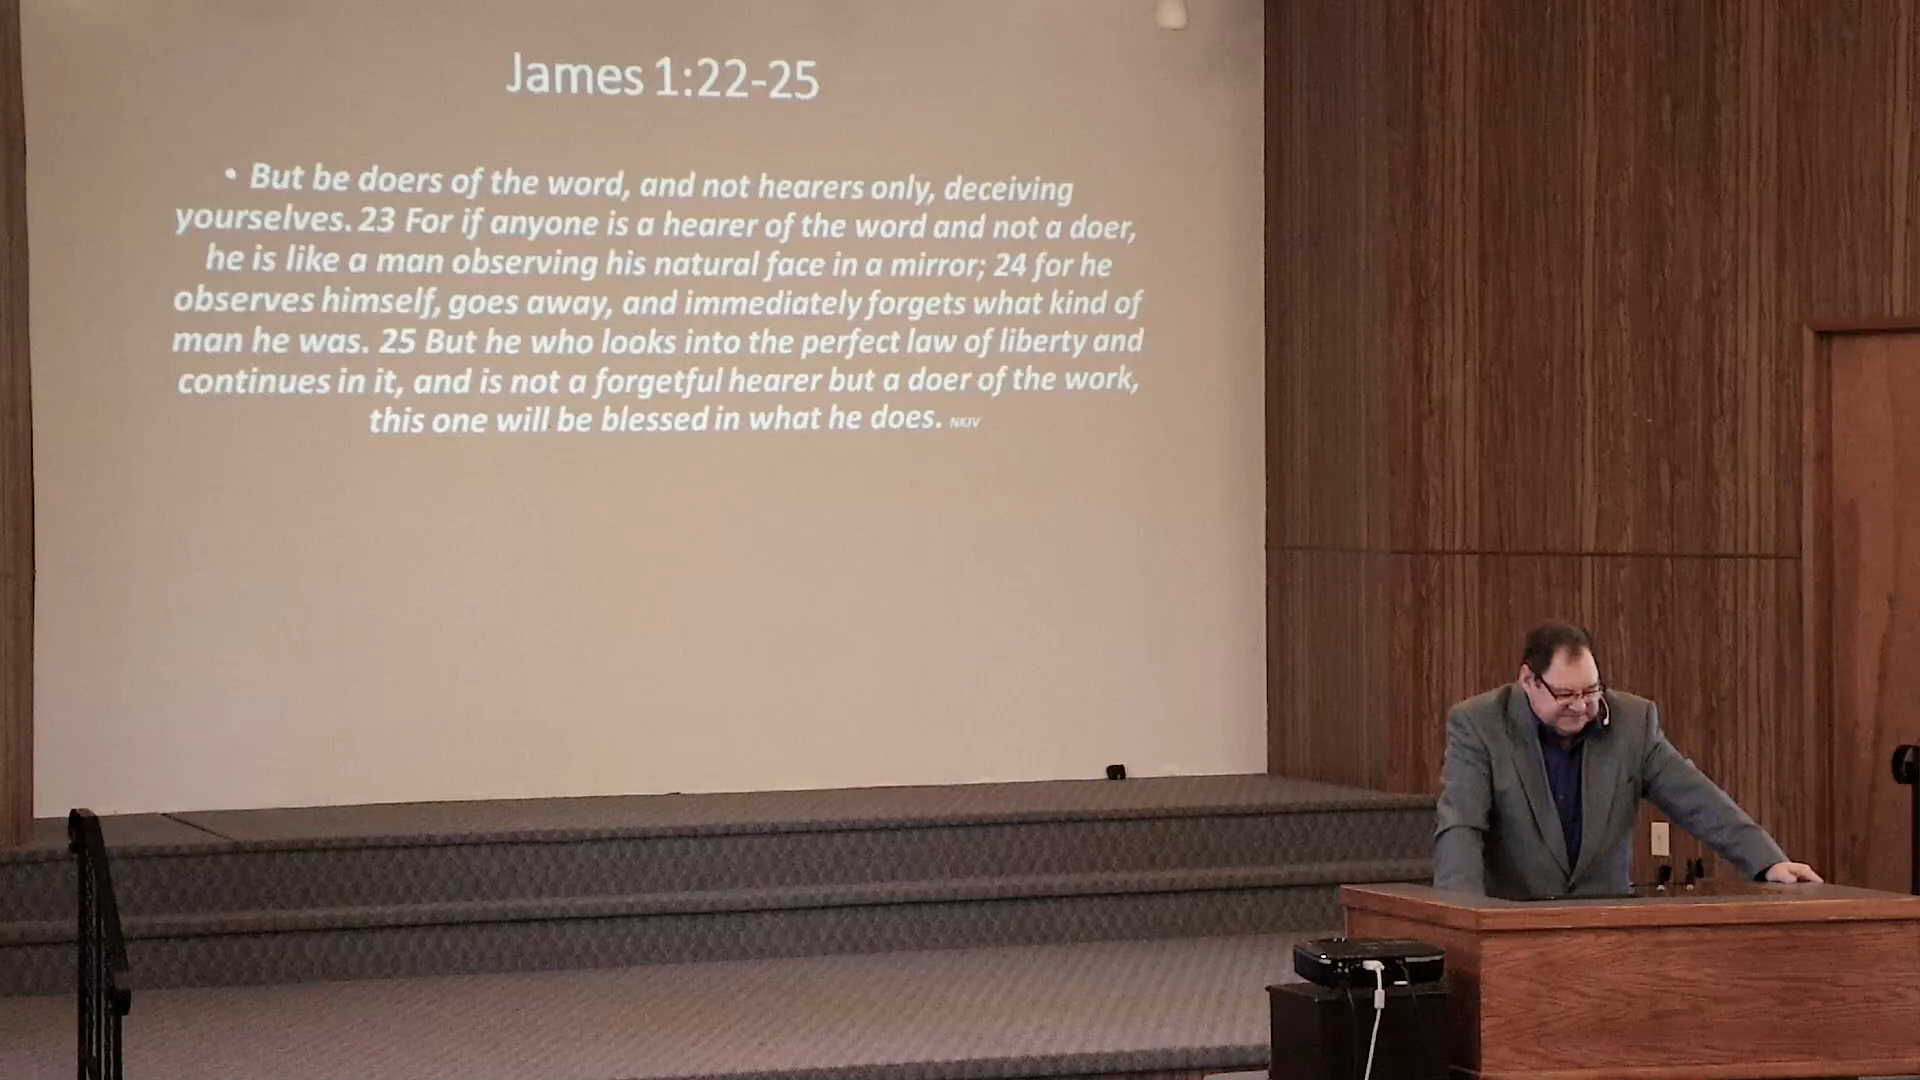 James 1:22-25
• But be doers of the word, and not hearers only, deceiving
yourselves. 23 For if anyone is a hearer of the word and not a doer,
he is like a man observing his natural face in a mirror; 24 for he
observes himself, goes away, and immediately forgets what kind of
man he was. 25 But he who looks into the perfect law of liberty and
continues in it, and is not a forgetful hearer but a doer of the work,
this one will be blessed in what he does. NKJV